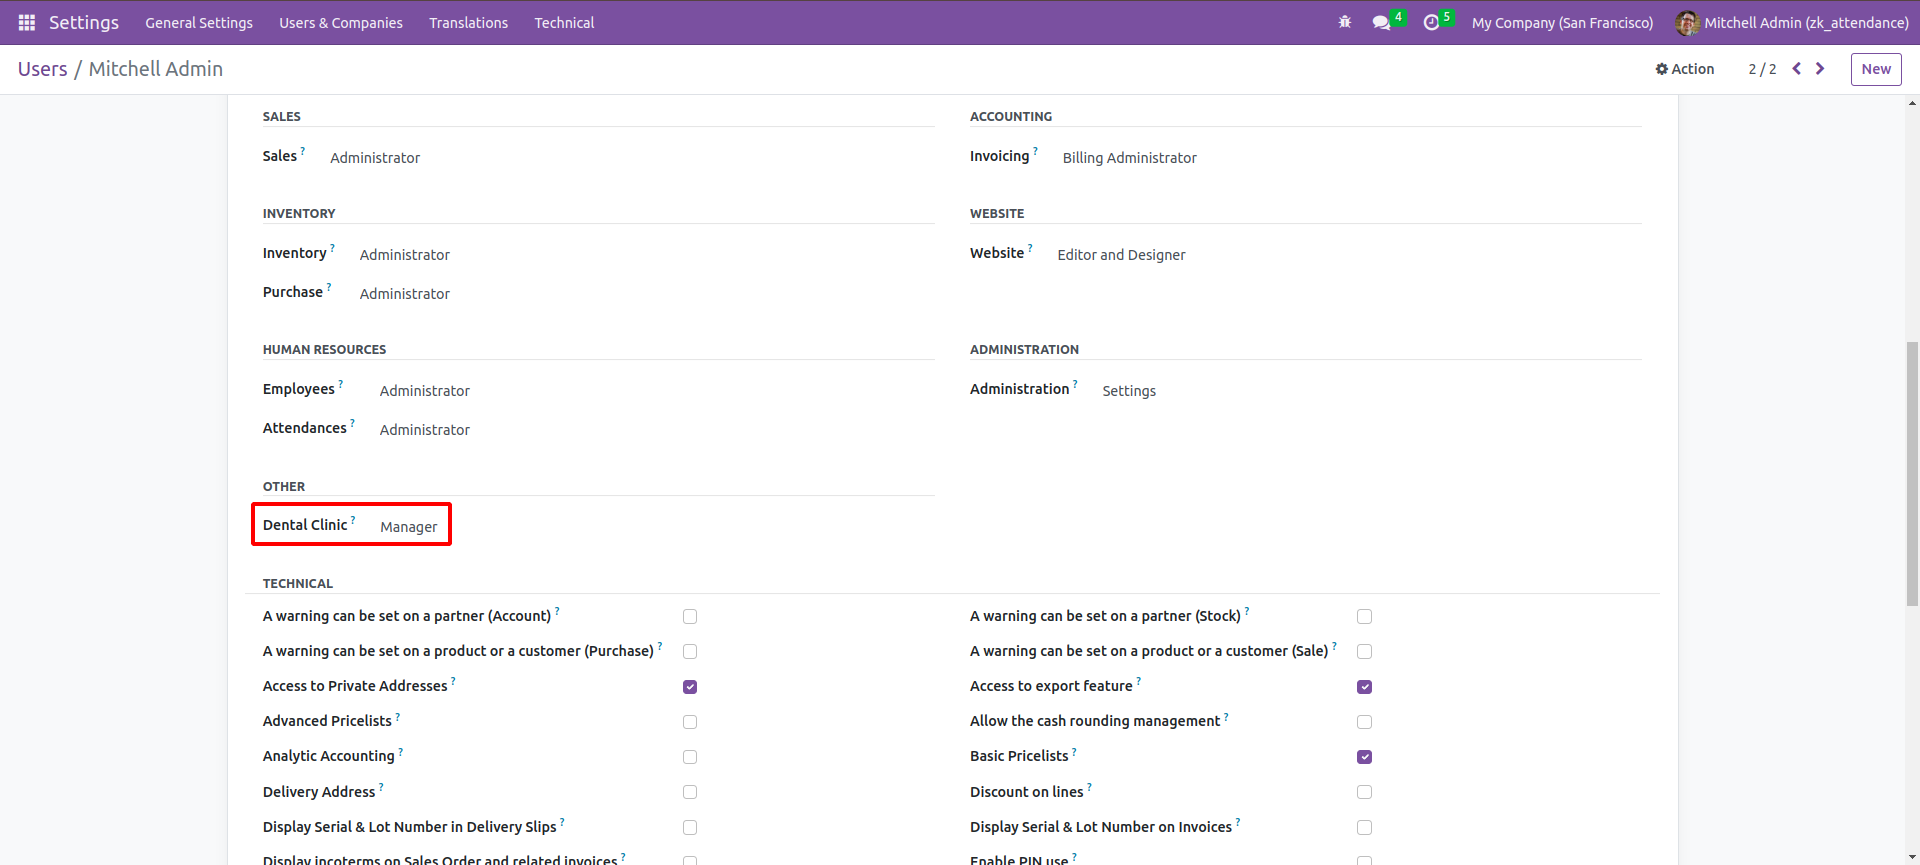 Settings General Settings Users & Companies Translations Technical 4 5 My Company (San Francisco) Mitchell Admin (zk_attendance)
Users / Mitchell Admin Action 2 / 2 New
SALES ACCOUNTING
Sales ? Administrator Invoicing ? Billing Administrator
INVENTORY WEBSITE
Inventory ? Administrator Website ? Editor and Designer
Purchase ? Administrator
HUMAN RESOURCES ADMINISTRATION
Employees ? Administrator Administration ? Settings
Attendances ? Administrator
OTHER
Dental Clinic ? Manager
TECHNICAL
A warning can be set on a partner (Account) ? A warning can be set on a partner (Stock) ?
A warning can be set on a product or a customer (Purchase) ? A warning can be set on a product or a customer (Sale) ?
Access to Private Addresses ? Access to export feature ?
Advanced Pricelists ? Allow the cash rounding management ?
Analytic Accounting ? Basic Pricelists ?
Delivery Address ? Discount on lines ?
Display Serial & Lot Number in Delivery Slips ? Display Serial & Lot Number on Invoices ?
Display incoterms on Sales Order and related invoices ? Enable PIN use ?